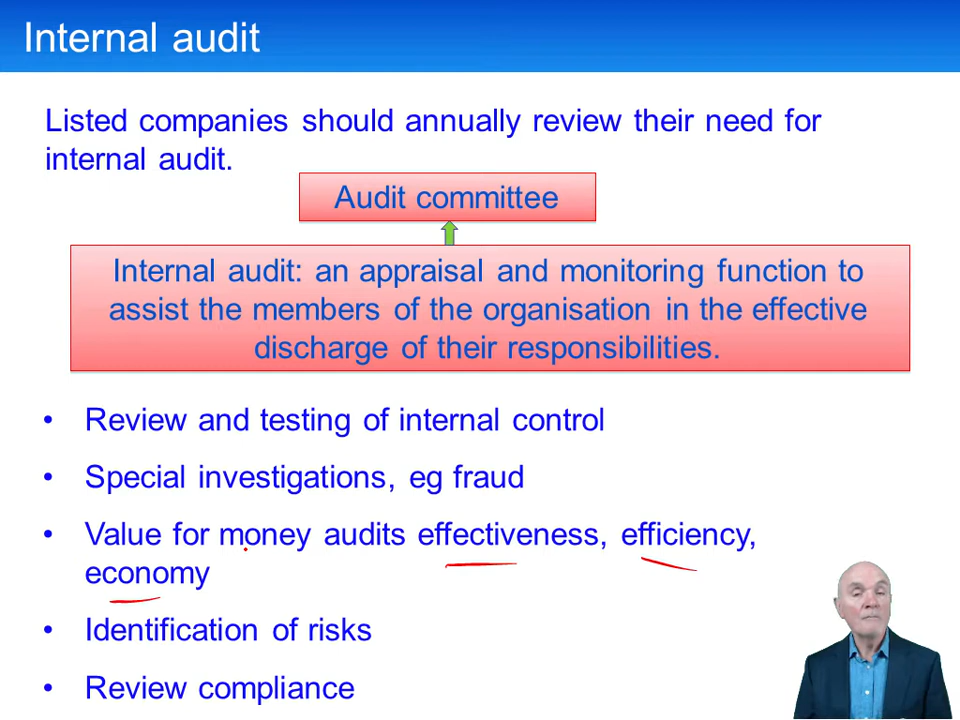 Internal audit
Listed companies should annually review their need for
internal audit.
Audit committee
Internal audit: an appraisal and monitoring function to
assist the members of the organisation in the effective
discharge of their responsibilities.
• Review and testing of internal control
• Special investigations, eg fraud
• Value for money audits effectiveness, efficiency,
economy
• Identification of risks
• Review compliance